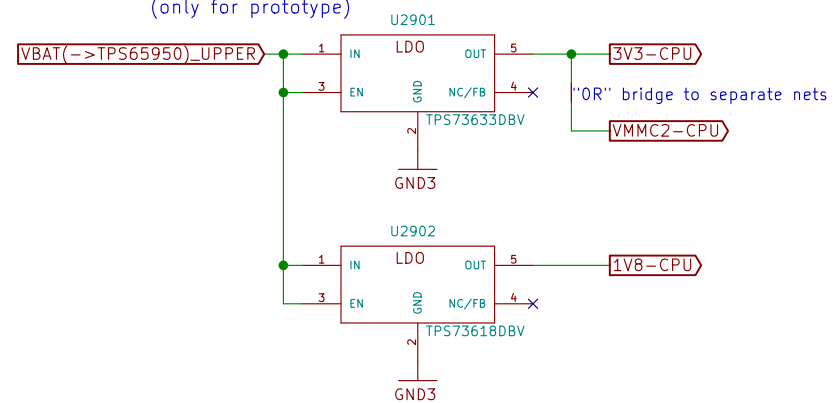 (only for prototype)
U2901
VBAT(->TPS65950)_UPPER
1
IN
LDO
OUT
5
3V3-CPU
3
EN
GND
NC/FB
4
"0R" bridge to separate nets
2
TPS73633DBV
VMMC2-CPU
GND3
U2902
1
IN
LDO
OUT
5
1V8-CPU
3
EN
GND
NC/FB
4
2
TPS73618DBV
GND3